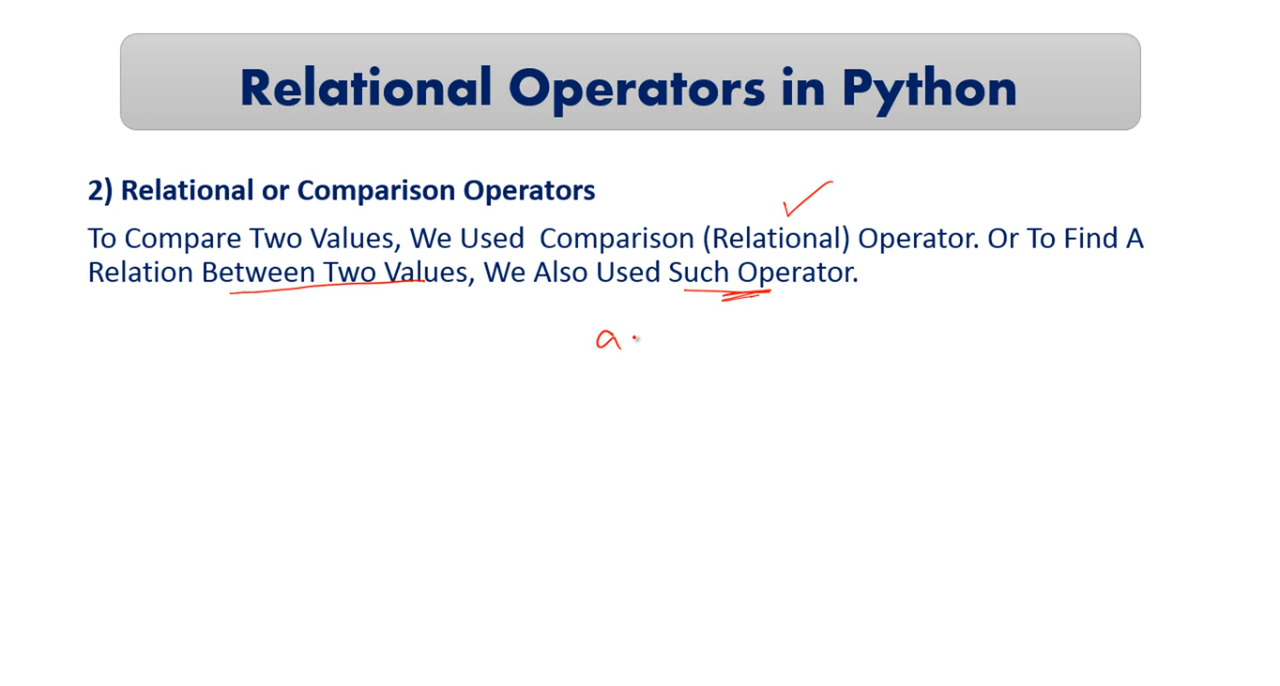 Relational Operators in Python
2) Relational or Comparison Operators
To Compare Two Values, We Used Comparison (Relational) Operator. Or To Find A
Relation Between Two Values, We Also Used Such Operator.
a